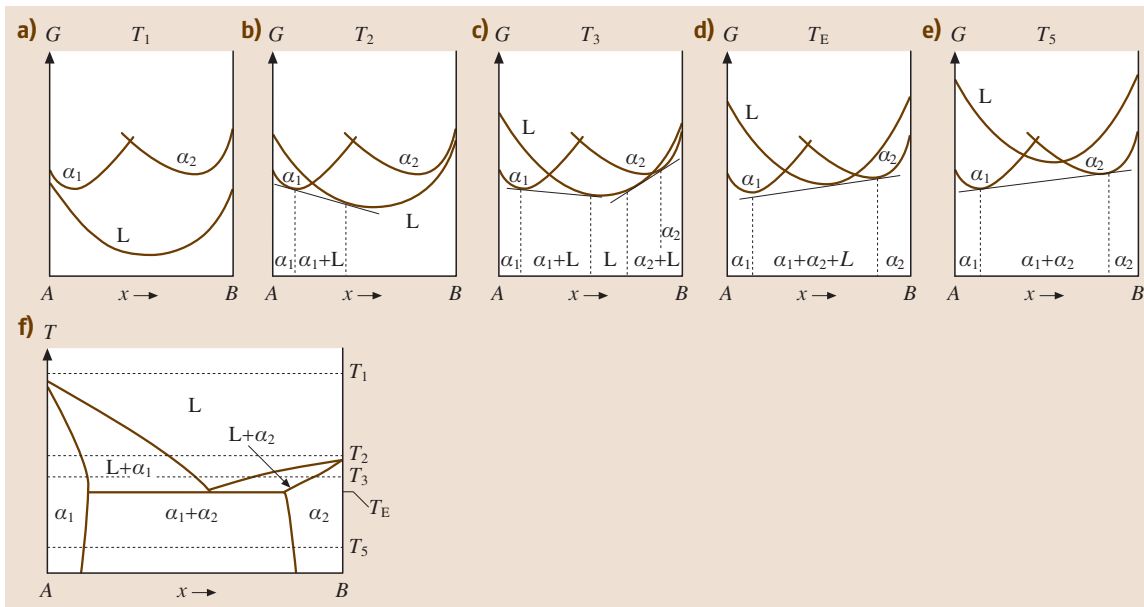 a) G T1
b) G T2
c) G T3
d) G TE
e) G T5
α1 α2 L
α1 α2 L
L α1 α2
L α1 α2
L α1 α2
α1 α1+L
α1 α1+L L α2+L α2
α1 α1+α2+L α2
α1 α1+α2 α2
A x B
A x B
A x B
A x B
A x B
f) T
T1
L
L+α2
T2
L+α1
T3
TE
α1 α1+α2 α2
T5
A x B